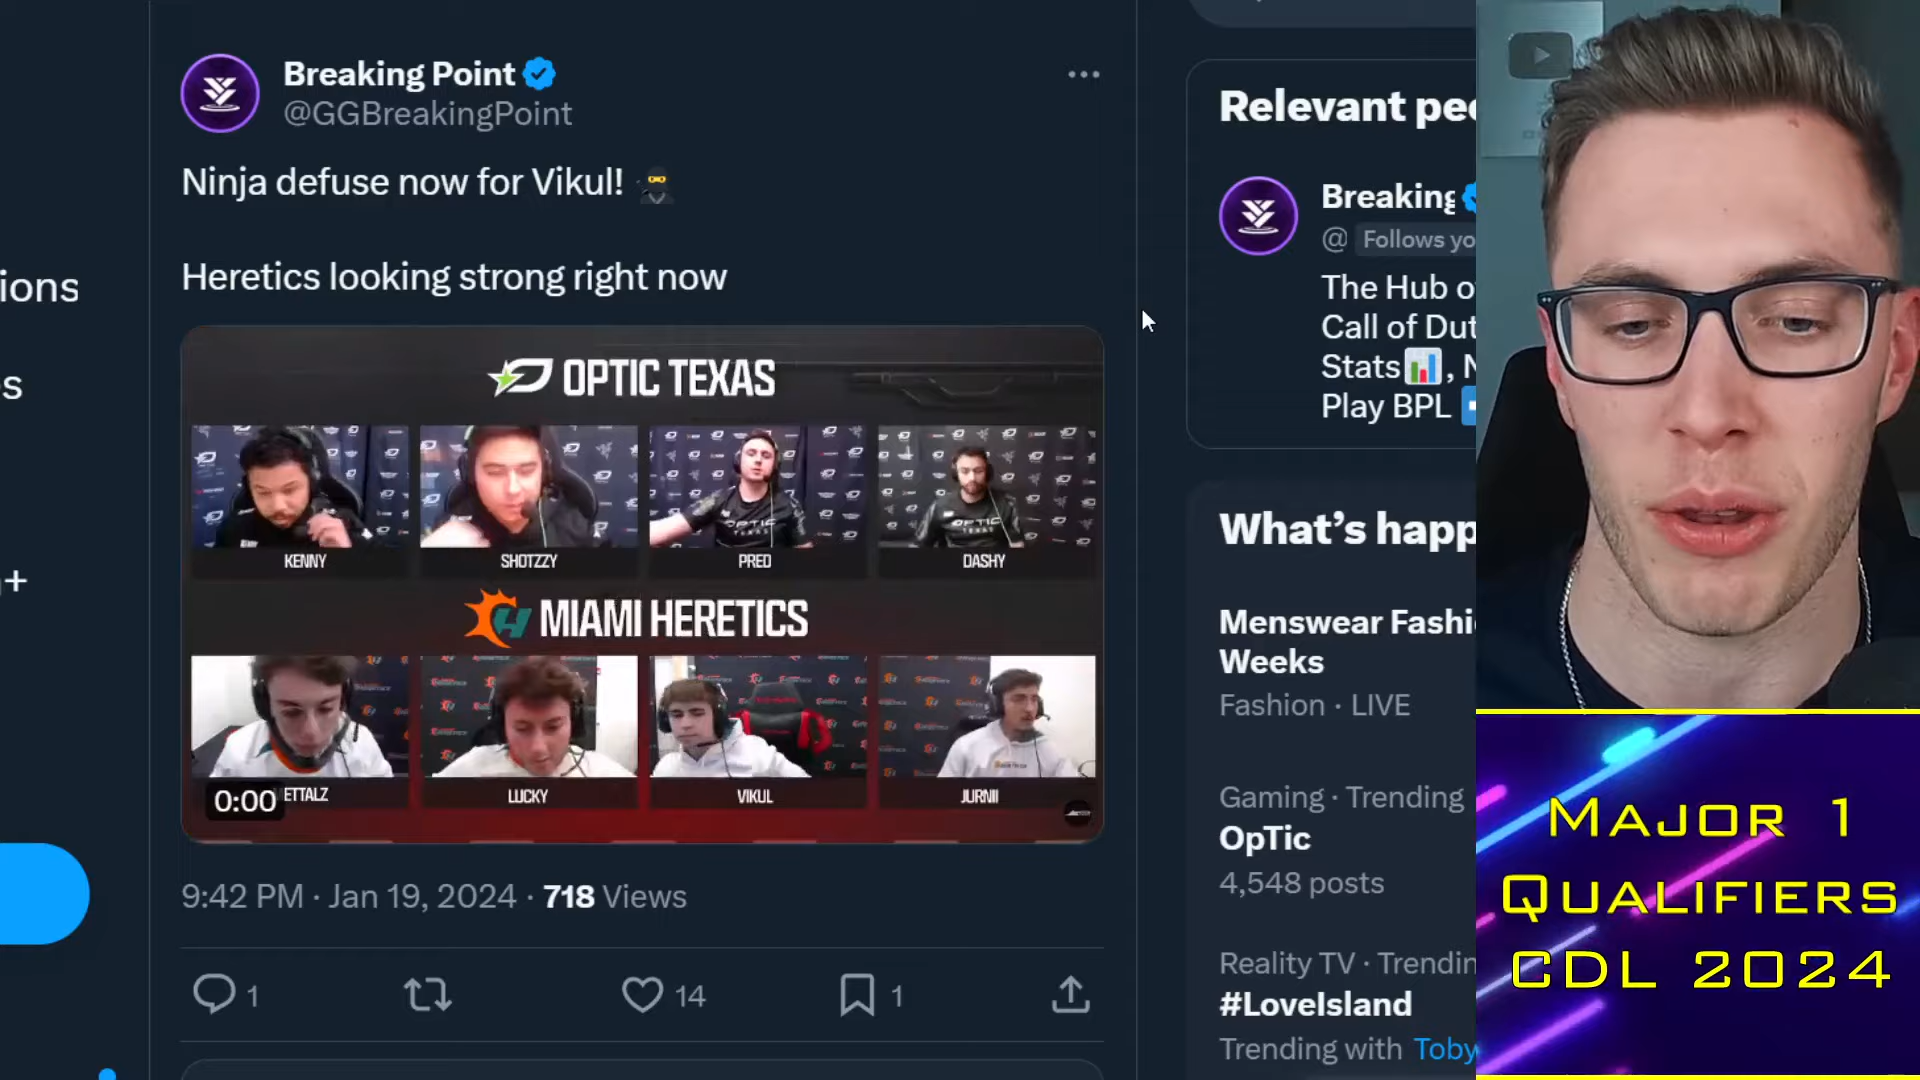 Breaking Point
@GGBreakingPoint
Ninja defuse now for Vikul!
Heretics looking strong right now
OPTIC TEXAS
KENNY
SHOTZZY
PRED
DASHY
MIAMI HERETICS
ETTALZ
LUCKY
VIKUL
JURNII
0:00
9:42 PM · Jan 19, 2024 · 718 Views
1
14
1
ions
s
+
Relevant peo
Breaking
@ Follows yo
The Hub o
Call of Dut
Stats, N
Play BPL
What's happ
Menswear Fashi
Weeks
Fashion · LIVE
Gaming · Trending
OpTic
4,548 posts
Reality TV · Trendin
#LoveIsland
Trending with Toby
MAJOR 1
QUALIFIERS
CDL 2024